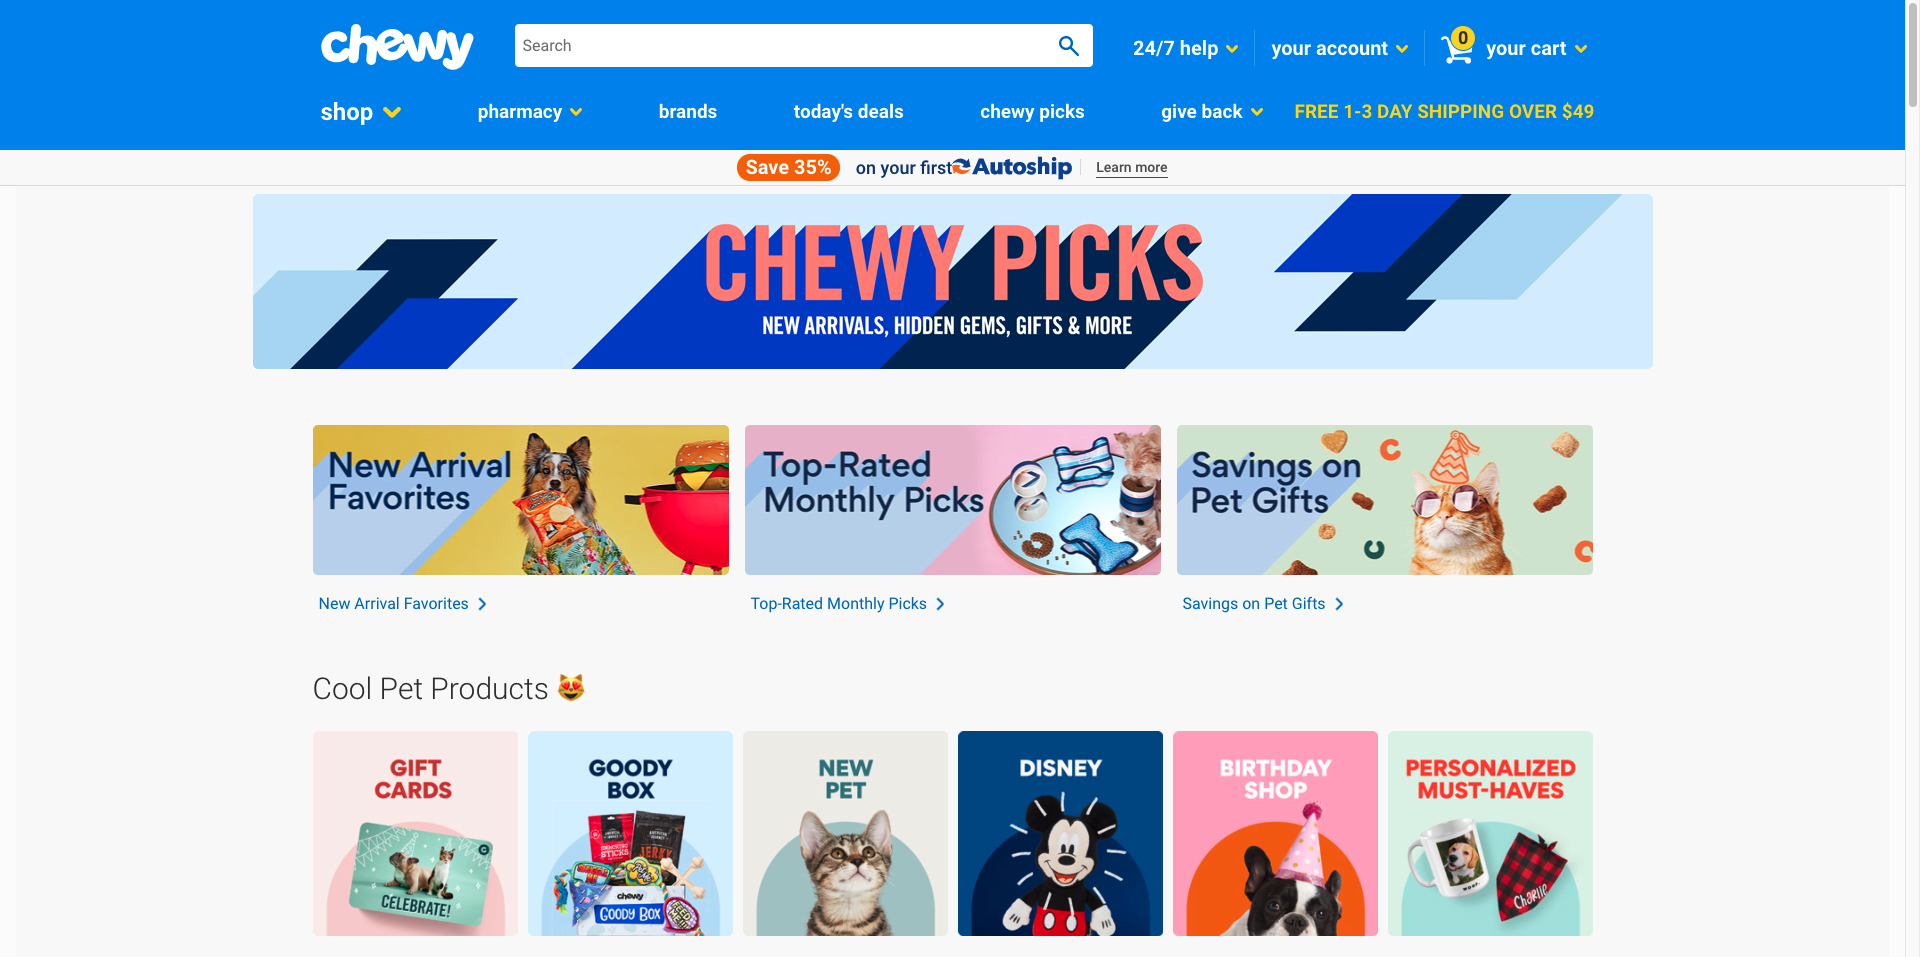 chewy
Search
24/7 help
your account
0
your cart
shop
pharmacy
brands
today's deals
chewy picks
give back
FREE 1-3 DAY SHIPPING OVER $49
Save 35% on your first Autoship
Learn more
CHEWY PICKS
NEW ARRIVALS, HIDDEN GEMS, GIFTS & MORE
New Arrival
Favorites
Top-Rated
Monthly Picks
Savings on
Pet Gifts
New Arrival Favorites
Top-Rated Monthly Picks
Savings on Pet Gifts
Cool Pet Products
GIFT
CARDS
CELEBRATE!
GOODY
BOX
SMACKING
STICKS
JERKY
chewy
GOODY BOX
NEW
PET
DISNEY
BIRTHDAY
SHOP
PERSONALIZED
MUST-HAVES
WOOF.
Charlie